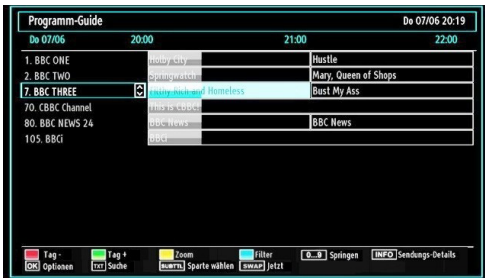 Programm-Guide Do 07/06 20:19
Do 07/06 20:00 21:00 22:00
1. BBC ONE Holby City Hustle
2. BBC TWO Springwatch Mary, Queen of Shops
7. BBC THREE Filthy Rich and Homeless Bust My Ass
70. CBBC Channel This is CBBC!
80. BBC NEWS 24 BBC News BBC News
105. BBCi BBCi
Tag - Tag + Zoom Filter 0...9 Springen INFO Sendungs-Details
OK Optionen TXT Suche SUBTTL Sparte wählen SWAP Jetzt